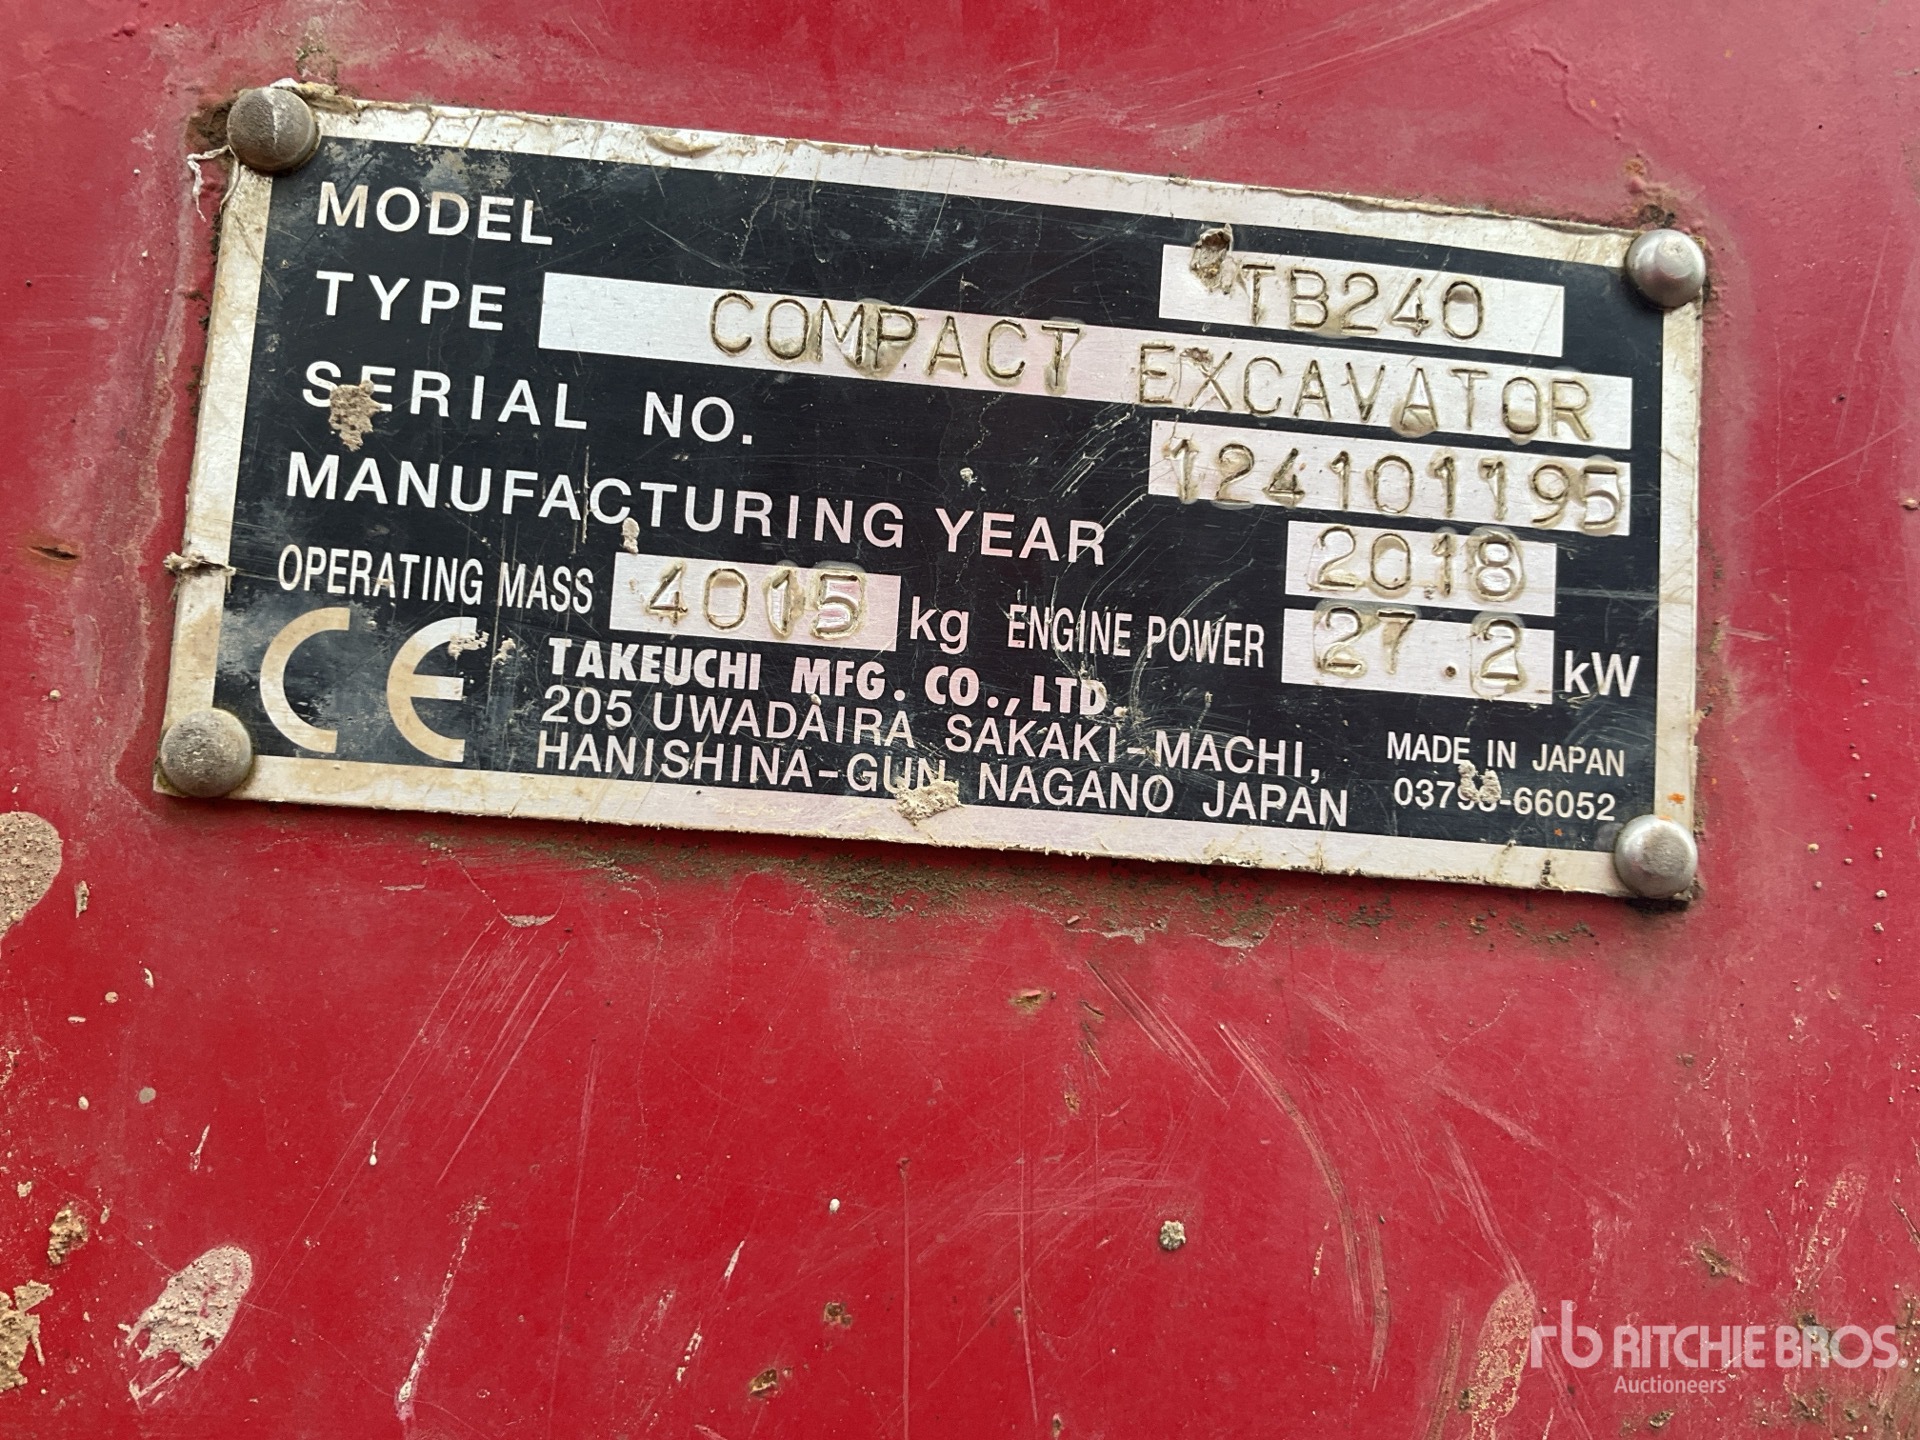 MODEL TB240
TYPE COMPACT EXCAVATOR
SERIAL NO. 124101195
MANUFACTURING YEAR 2018
OPERATING MASS 4015 kg ENGINE POWER 27.2 kW
CE
TAKEUCHI MFG. CO., LTD.
205 UWADAIRA SAKAKI-MACHI,
HANISHINA-GUN NAGANO JAPAN
MADE IN JAPAN
rb RITCHIE BROS.
Auctioneers